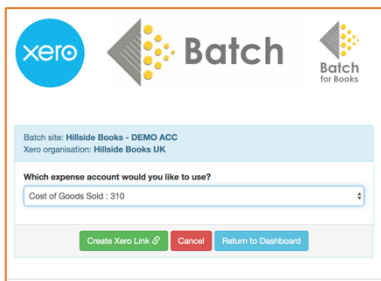 xero
Batch
Batch
for Books
Batch site: Hillside Books - DEMO ACC
Xero organisation: Hillside Books UK
Which expense account would you like to use?
Cost of Goods Sold : 310
Create Xero Link
Cancel
Return to Dashboard